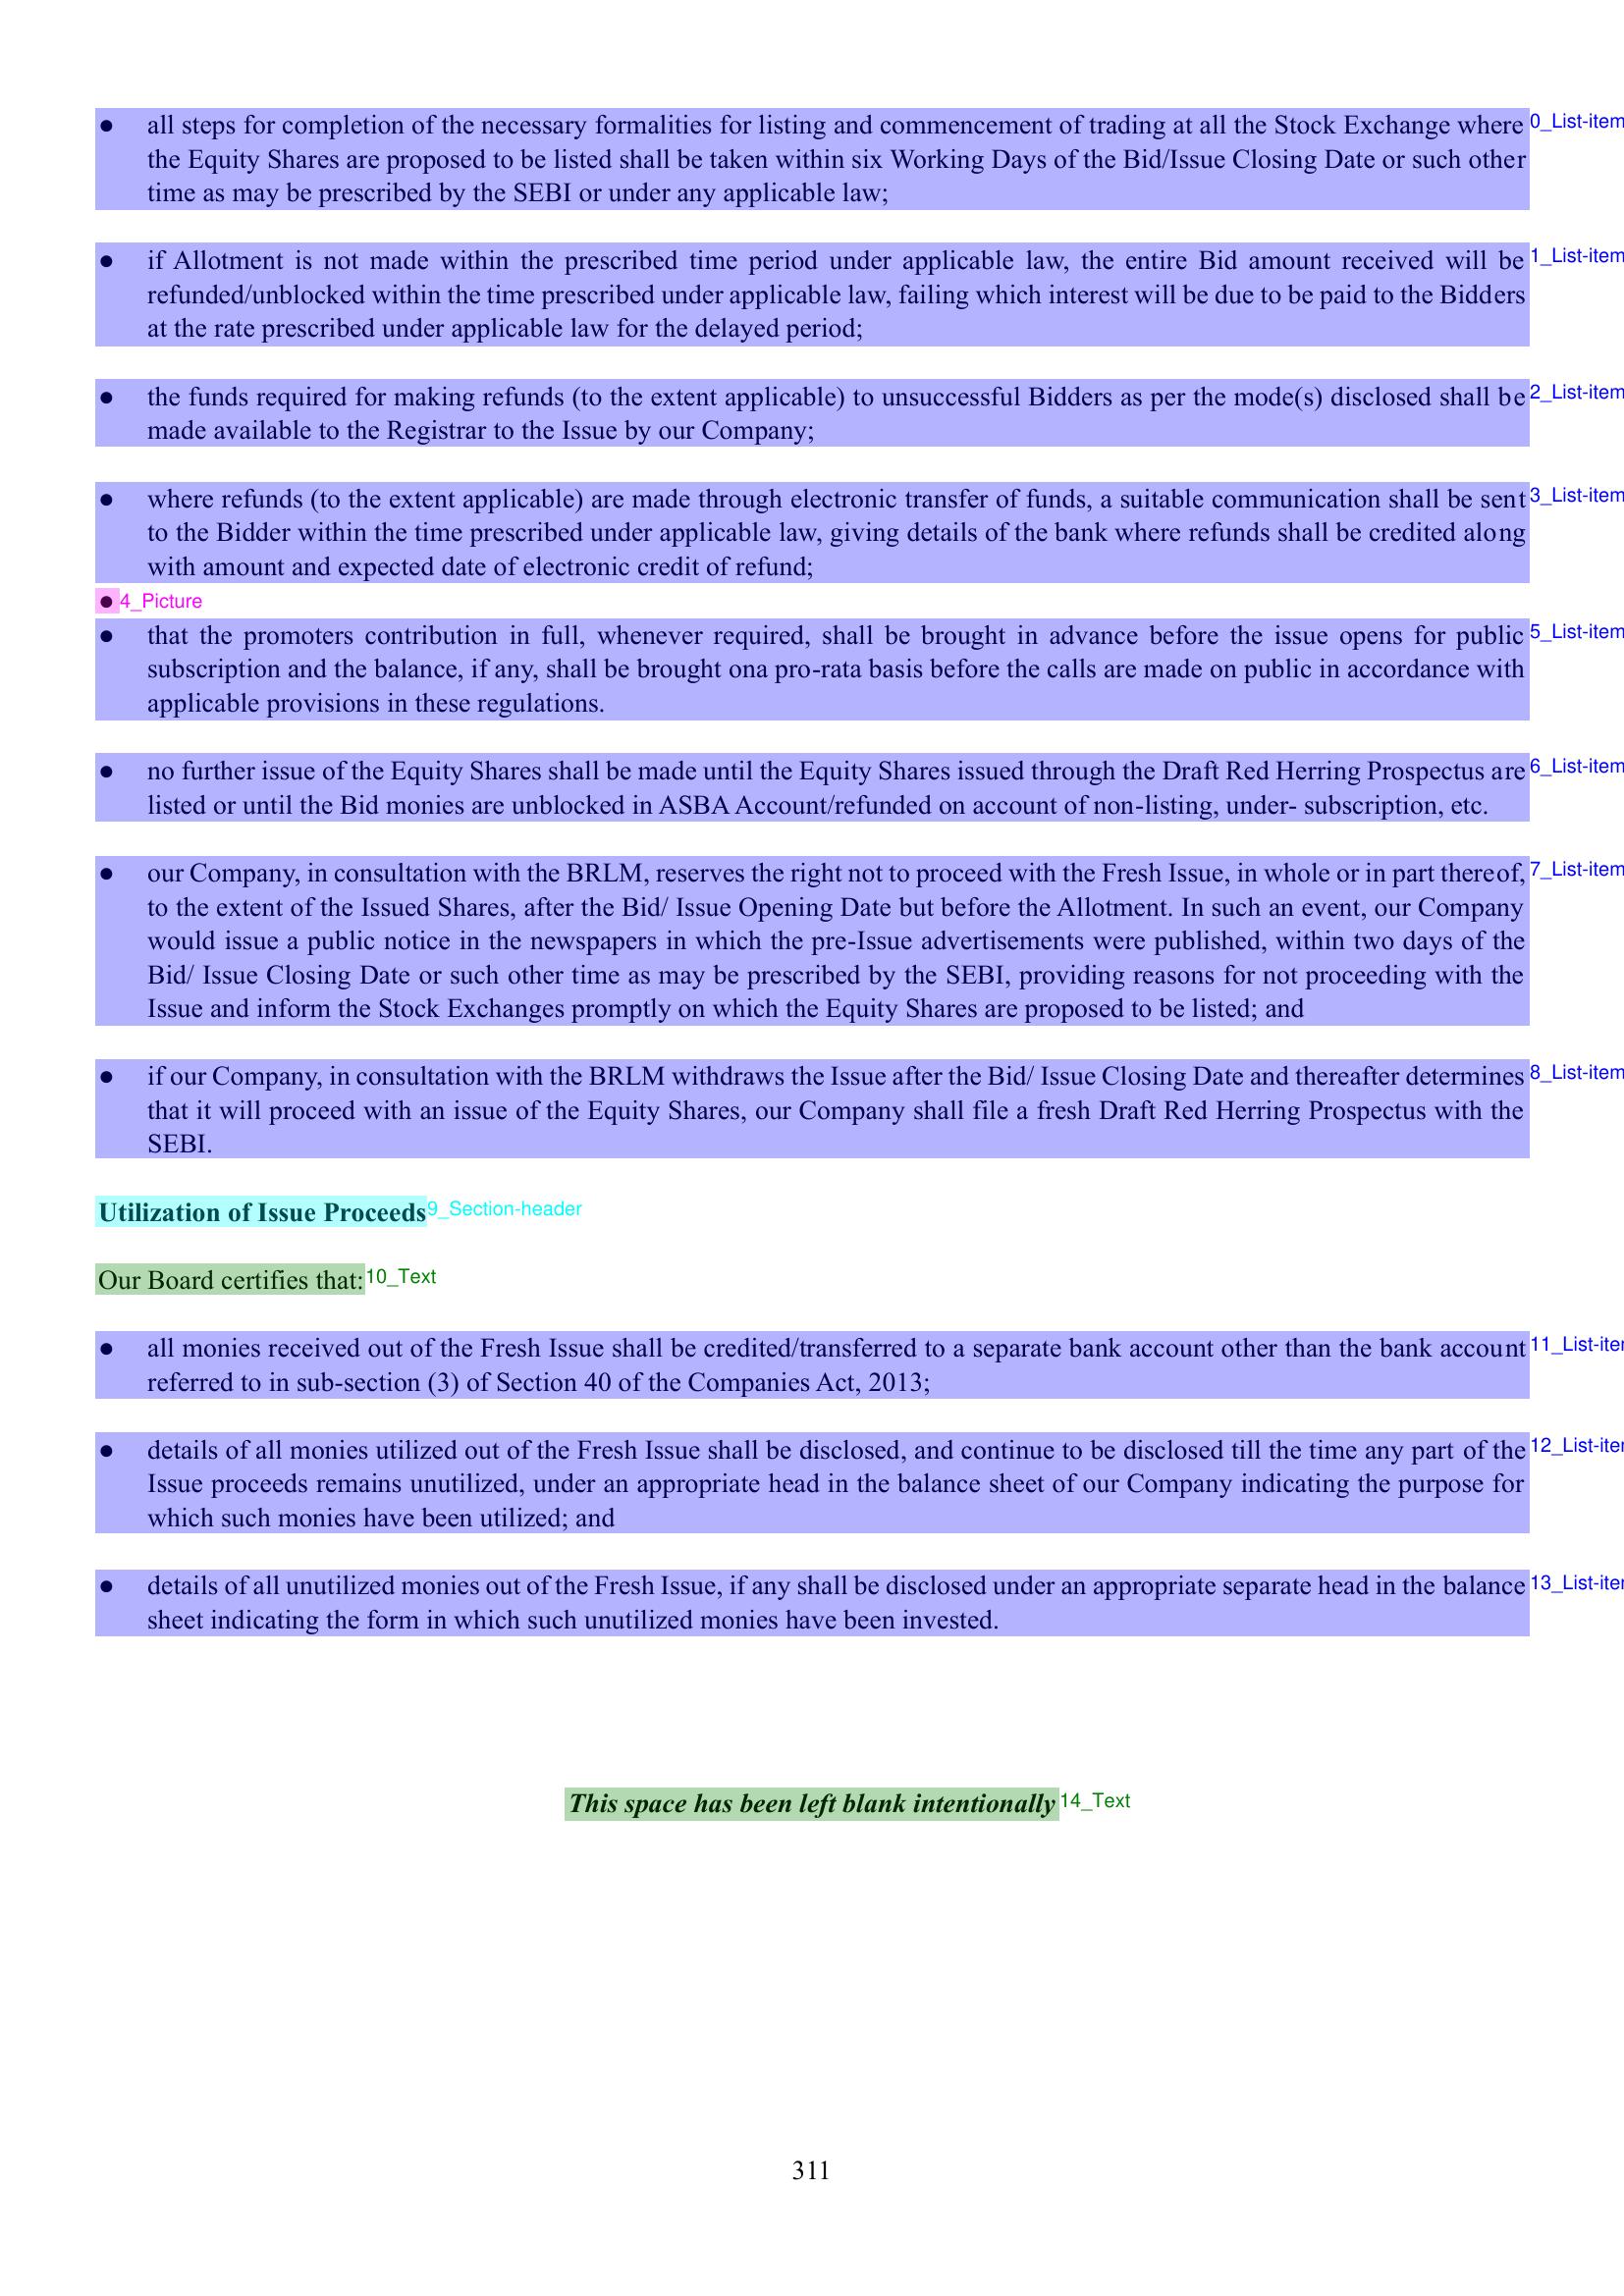 ● all steps for completion of the necessary formalities for listing and commencement of trading at all the Stock Exchange where 0_List-item
the Equity Shares are proposed to be listed shall be taken within six Working Days of the Bid/Issue Closing Date or such other
time as may be prescribed by the SEBI or under any applicable law;
● if Allotment is not made within the prescribed time period under applicable law, the entire Bid amount received will be 1_List-item
refunded/unblocked within the time prescribed under applicable law, failing which interest will be due to be paid to the Bidders
at the rate prescribed under applicable law for the delayed period;
● the funds required for making refunds (to the extent applicable) to unsuccessful Bidders as per the mode(s) disclosed shall be 2_List-item
made available to the Registrar to the Issue by our Company;
● where refunds (to the extent applicable) are made through electronic transfer of funds, a suitable communication shall be sent 3_List-item
to the Bidder within the time prescribed under applicable law, giving details of the bank where refunds shall be credited along
with amount and expected date of electronic credit of refund;
● 4_Picture
● that the promoters contribution in full, whenever required, shall be brought in advance before the issue opens for public 5_List-item
subscription and the balance, if any, shall be brought ona pro-rata basis before the calls are made on public in accordance with
applicable provisions in these regulations.
● no further issue of the Equity Shares shall be made until the Equity Shares issued through the Draft Red Herring Prospectus are 6_List-item
listed or until the Bid monies are unblocked in ASBA Account/refunded on account of non-listing, under- subscription, etc.
● our Company, in consultation with the BRLM, reserves the right not to proceed with the Fresh Issue, in whole or in part thereof, 7_List-item
to the extent of the Issued Shares, after the Bid/ Issue Opening Date but before the Allotment. In such an event, our Company
would issue a public notice in the newspapers in which the pre-Issue advertisements were published, within two days of the
Bid/ Issue Closing Date or such other time as may be prescribed by the SEBI, providing reasons for not proceeding with the
Issue and inform the Stock Exchanges promptly on which the Equity Shares are proposed to be listed; and
● if our Company, in consultation with the BRLM withdraws the Issue after the Bid/ Issue Closing Date and thereafter determines 8_List-item
that it will proceed with an issue of the Equity Shares, our Company shall file a fresh Draft Red Herring Prospectus with the
SEBI.
Utilization of Issue Proceeds 9_Section-header
Our Board certifies that: 10_Text
● all monies received out of the Fresh Issue shall be credited/transferred to a separate bank account other than the bank account 11_List-iter
referred to in sub-section (3) of Section 40 of the Companies Act, 2013;
● details of all monies utilized out of the Fresh Issue shall be disclosed, and continue to be disclosed till the time any part of the 12_List-iter
Issue proceeds remains unutilized, under an appropriate head in the balance sheet of our Company indicating the purpose for
which such monies have been utilized; and
● details of all unutilized monies out of the Fresh Issue, if any shall be disclosed under an appropriate separate head in the balance 13_List-iter
sheet indicating the form in which such unutilized monies have been invested.
This space has been left blank intentionally 14_Text
311